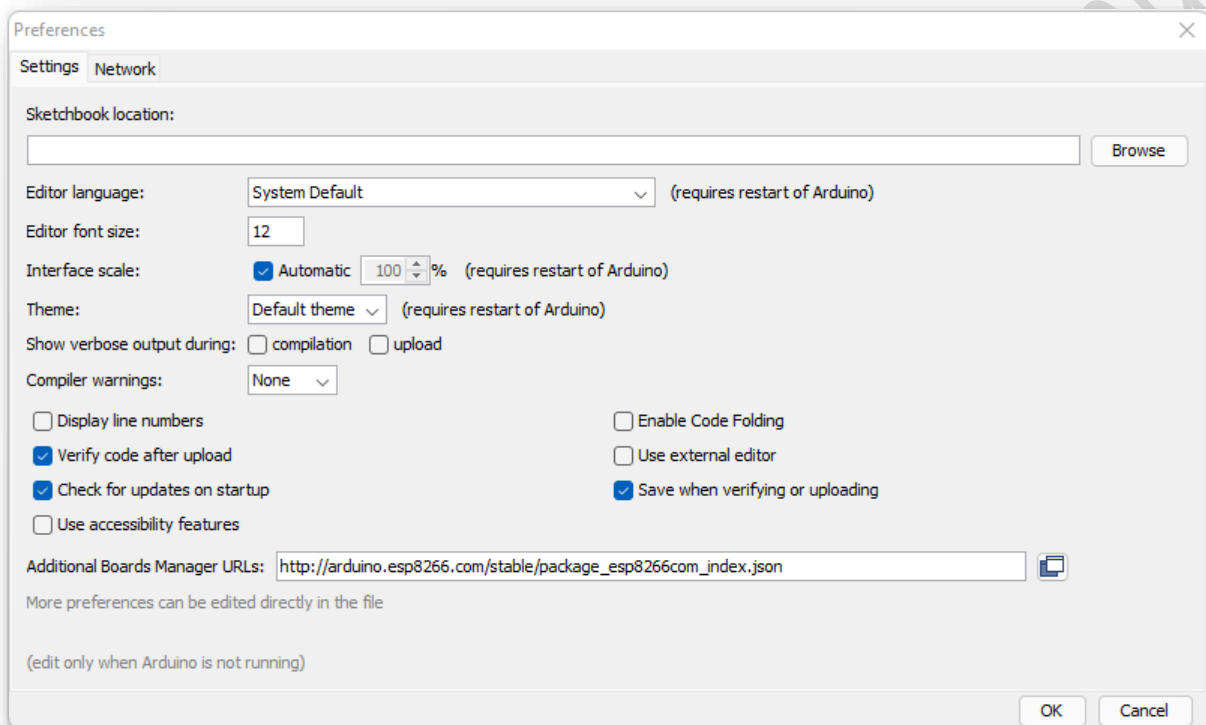 Preferences
Settings Network
Sketchbook location:
Browse
Editor language: System Default (requires restart of Arduino)
Editor font size: 12
Interface scale: Automatic 100 % (requires restart of Arduino)
Theme: Default theme (requires restart of Arduino)
Show verbose output during: compilation upload
Compiler warnings: None
Display line numbers Enable Code Folding
Verify code after upload Use external editor
Check for updates on startup Save when verifying or uploading
Use accessibility features
Additional Boards Manager URLs: http://arduino.esp8266.com/stable/package_esp8266com_index.json
More preferences can be edited directly in the file
(edit only when Arduino is not running)
OK Cancel